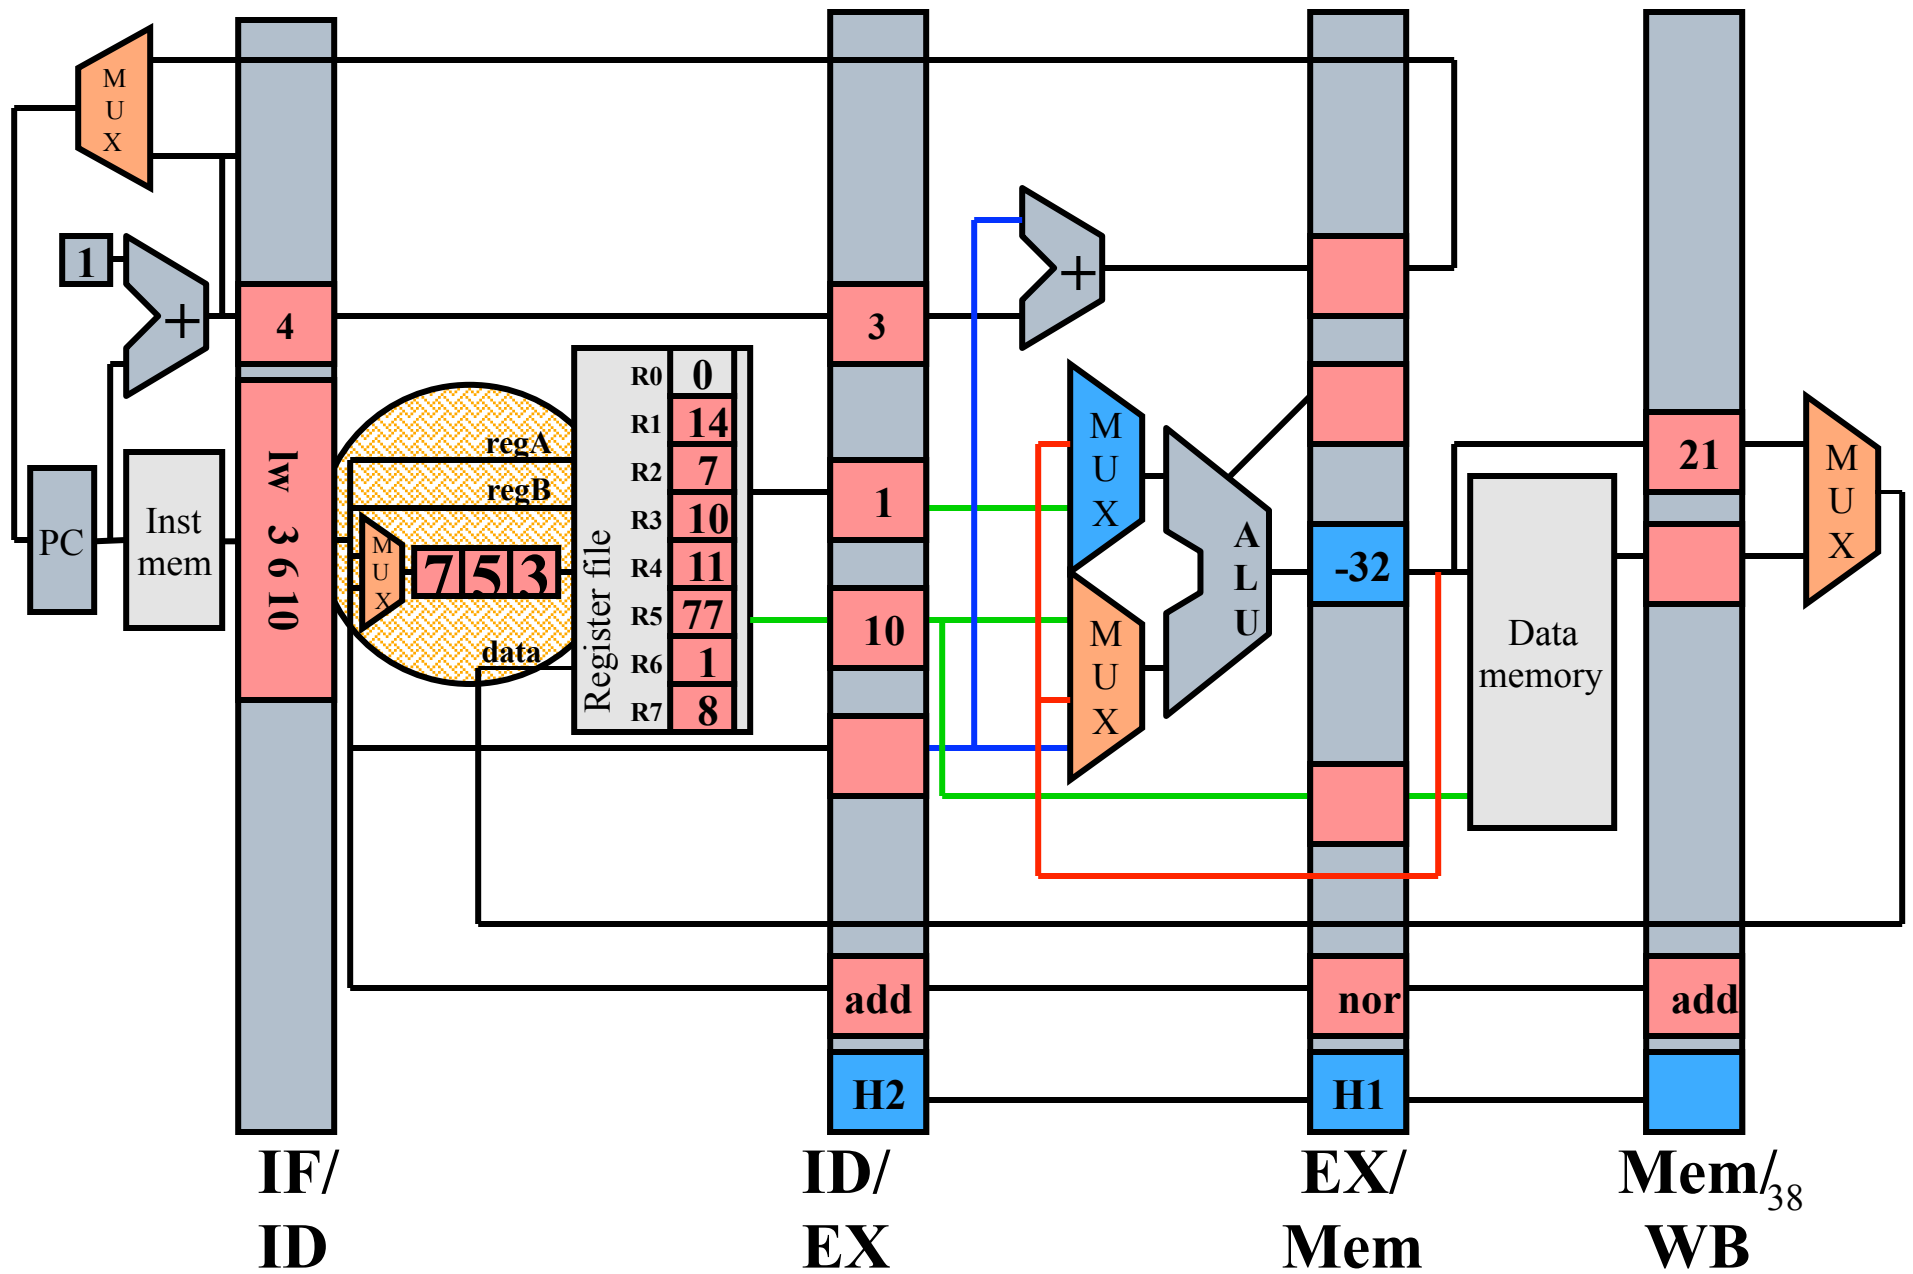 M
U
X
1
+
4
lw 3 6 10
PC
Inst
mem
regA
regB
M
U
X
7 5 3
data
Register file
R0 0
R1 14
R2 7
R3 10
R4 11
R5 77
R6 1
R7 8
3
1
10
add
H2
+
M
U
X
M
U
X
A
L
U
-32
nor
H1
Data
memory
21
add
M
U
X
IF/
ID
ID/
EX
EX/
Mem
Mem/
WB
38